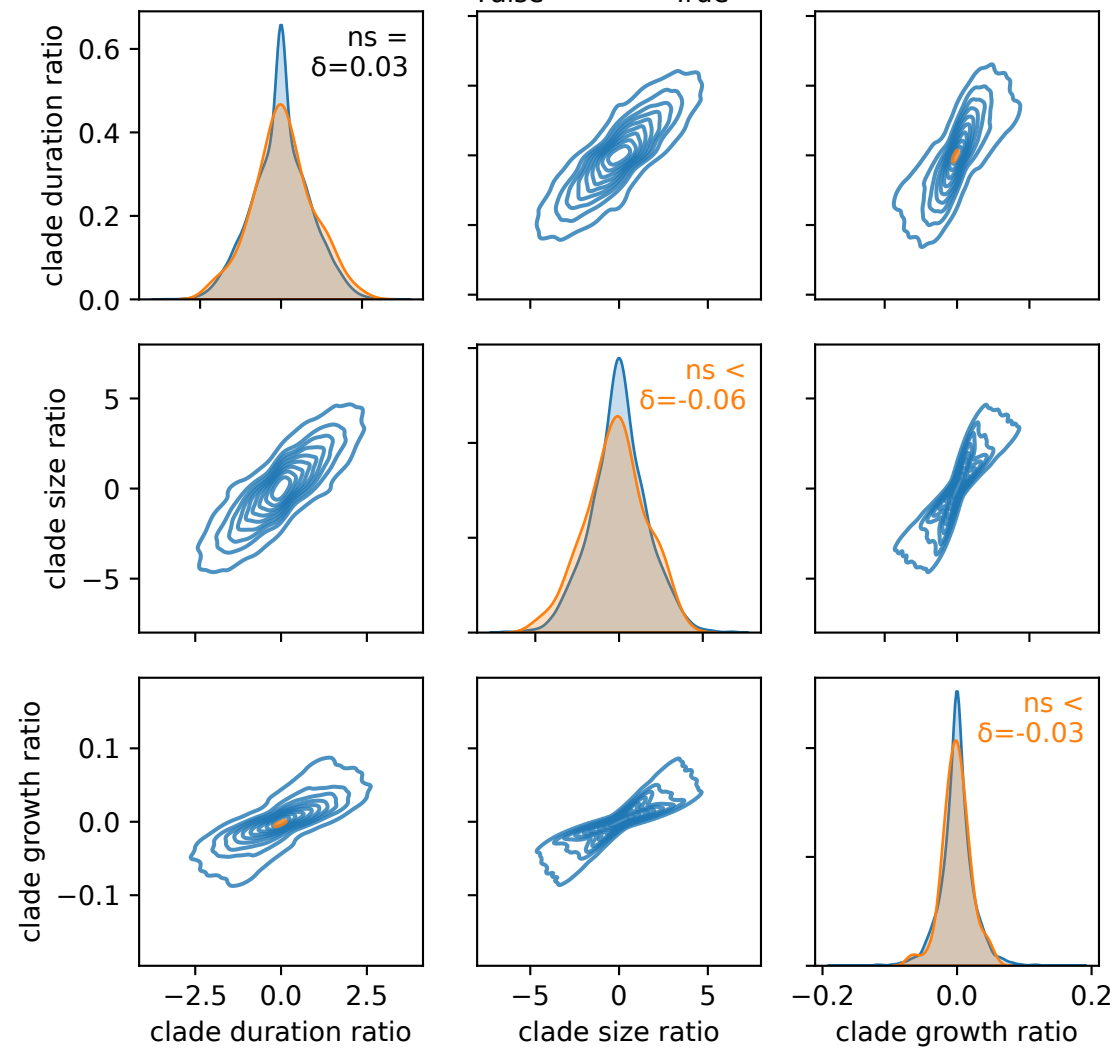 0.6
0.4
0.2
0.0
clade duration ratio
ns =
δ=0.03
5
0
−5
clade size ratio
ns <
δ=-0.06
0.1
0.0
−0.1
clade growth ratio
ns <
δ=-0.03
−2.5 0.0 2.5
clade duration ratio
−5 0 5
clade size ratio
−0.2 0.0 0.2
clade growth ratio